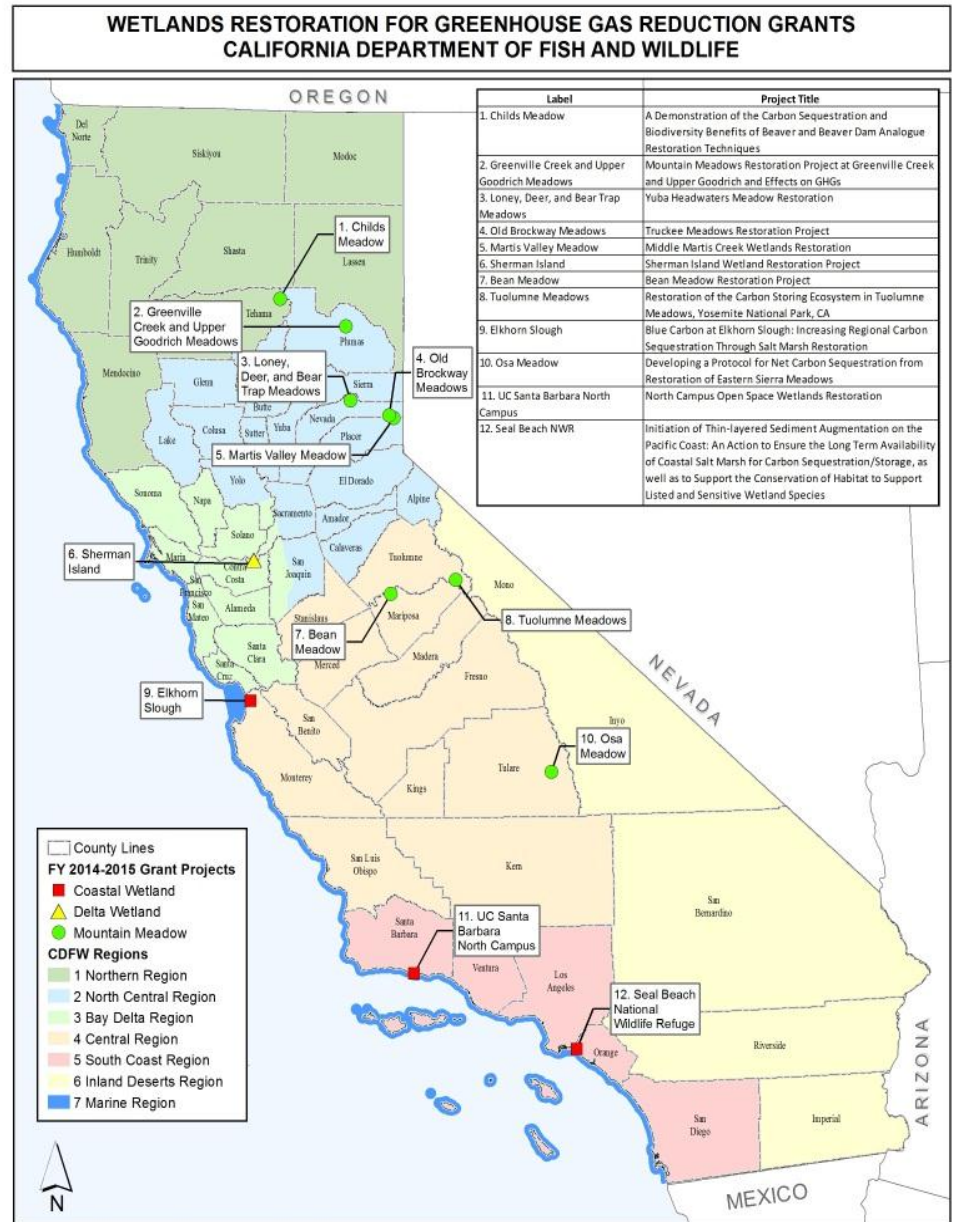 WETLANDS RESTORATION FOR GREENHOUSE GAS REDUCTION GRANTS
CALIFORNIA DEPARTMENT OF FISH AND WILDLIFE
OREGON
Label Project Title
1. Childs Meadow A Demonstration of the Carbon Sequestration and
Biodiversity Benefits of Beaver and Beaver Dam Analogue
Restoration Techniques
2. Greenville Creek and Upper Mountain Meadows Restoration Project at Greenville Creek
Goodrich Meadows and Upper Goodrich and Effects on GHGs
3. Loney, Deer, and Bear Trap Yuba Headwaters Meadow Restoration
Meadows
4. Old Brockway Meadows Truckee Meadows Restoration Project
5. Martis Valley Meadow Middle Martis Creek Wetlands Restoration
6. Sherman Island Sherman Island Wetland Restoration Project
7. Bean Meadow Bean Meadow Restoration Project
8. Tuolumne Meadows Restoration of the Carbon Storing Ecosystem in Tuolumne
Meadows, Yosemite National Park, CA
9. Elkhorn Slough Blue Carbon at Elkhorn Slough: Increasing Regional Carbon
Sequestration Through Salt Marsh Restoration
10. Osa Meadow Developing a Protocol for Net Carbon Sequestration from
Restoration of Eastern Sierra Meadows
11. UC Santa Barbara North North Campus Open Space Wetlands Restoration
Campus
12. Seal Beach NWR Initiation of Thin-layered Sediment Augmentation on the
Pacific Coast: An Action to Ensure the Long Term Availability
of Coastal Salt Marsh for Carbon Sequestration/Storage, as
well as to Support the Conservation of Habitat to Support
Listed and Sensitive Wetland Species
Del
Norte
Siskiyou
Modoc
Humboldt
Trinity
Shasta
Lassen
1. Childs
Meadow
Tehama
2. Greenville
Creek and Upper
Goodrich Meadows
Plumas
Mendocino
Glenn
3. Loney,
Deer, and Bear
Trap Meadows
4. Old
Brockway
Meadows
Sierra
Butte
Nevada
Lake
Colusa
Sutter
Yuba
Placer
5. Martis Valley Meadow
Yolo
El Dorado
Sonoma
Napa
Sacramento
Amador
Alpine
Solano
Calaveras
6. Sherman
Island
Marin
Contra
Costa
San
Joaquin
Tuolumne
Mono
San
Francisco
San
Mateo
Alameda
Stanislaus
Mariposa
8. Tuolumne Meadows
7. Bean
Meadow
Santa
Clara
Merced
Madera
Santa
Cruz
Fresno
NEVADA
9. Elkhorn
Slough
San
Benito
Inyo
10. Osa
Meadow
Monterey
Kings
Tulare
San Luis
Obispo
Kern
San
Bernardino
Santa
Barbara
11. UC Santa
Barbara
North Campus
Ventura
Los
Angeles
12. Seal Beach
National
Wildlife Refuge
Orange
Riverside
San
Diego
Imperial
ARIZONA
MEXICO
County Lines
FY 2014-2015 Grant Projects
Coastal Wetland
Delta Wetland
Mountain Meadow
CDFW Regions
1 Northern Region
2 North Central Region
3 Bay Delta Region
4 Central Region
5 South Coast Region
6 Inland Deserts Region
7 Marine Region
N